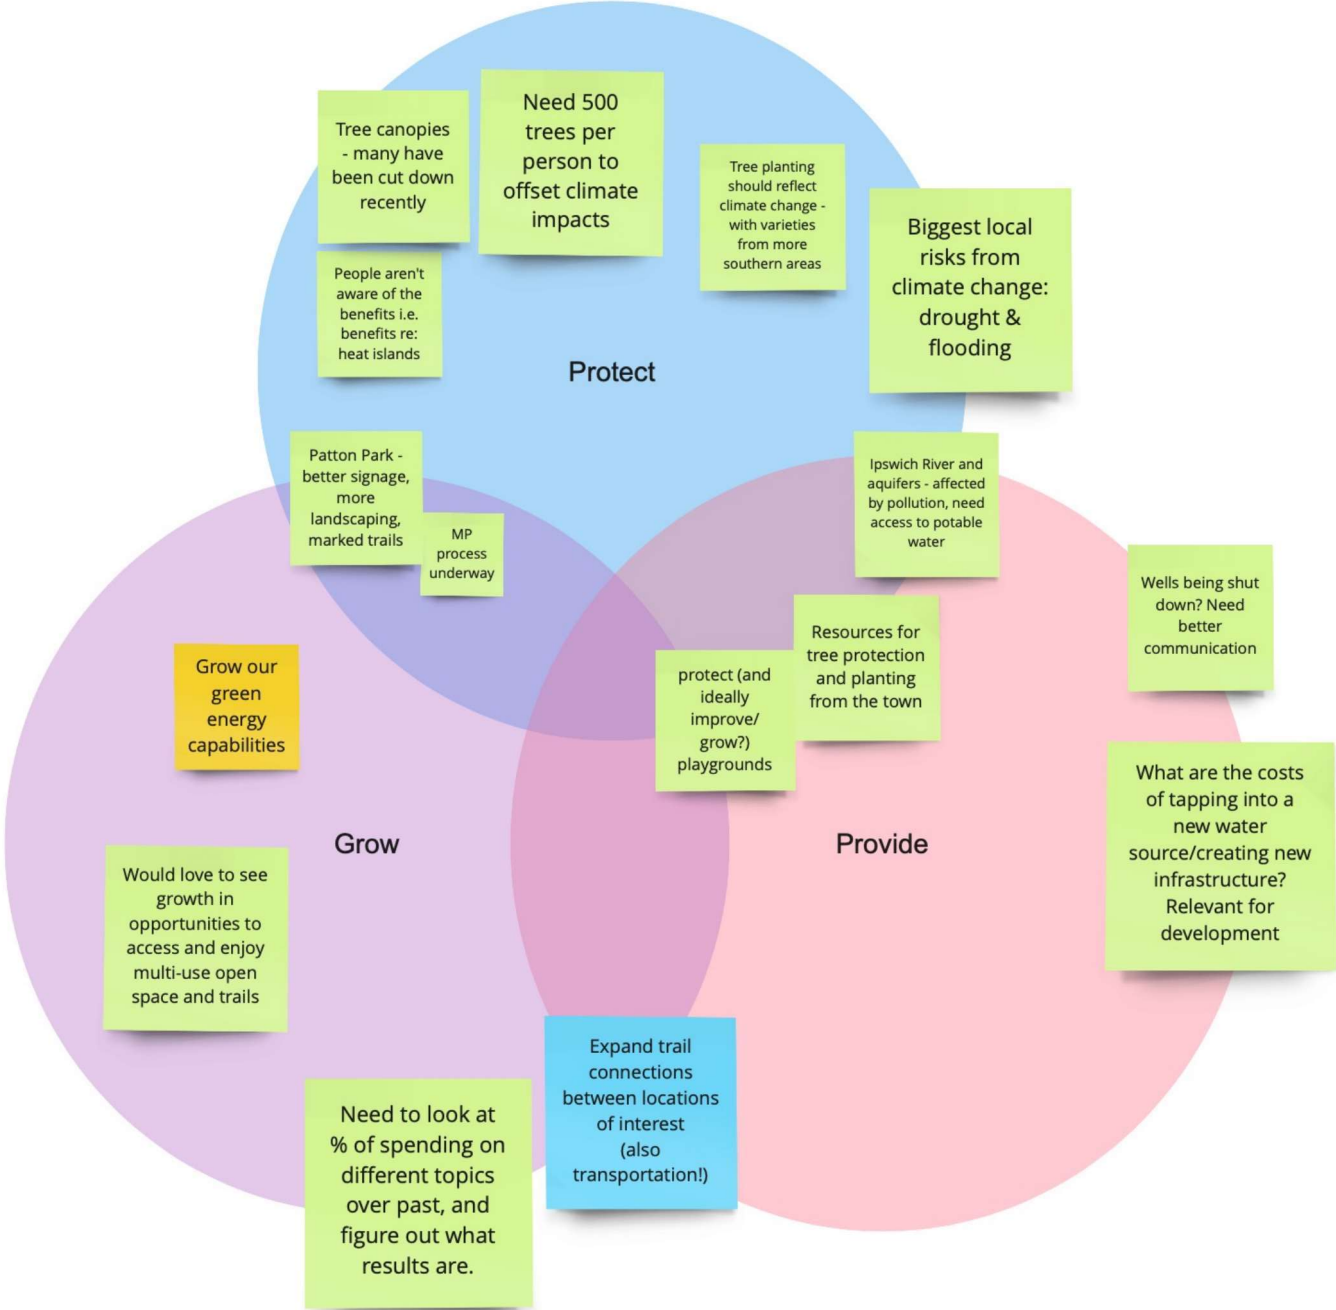 Tree canopies
- many have
been cut down
recently
Need 500
trees per
person to
offset climate
impacts
Tree planting
should reflect
climate change -
with varieties
from more
southern areas
Biggest local
risks from
climate change:
drought &
flooding
People aren't
aware of the
benefits i.e.
benefits re:
heat islands
Protect
Patton Park -
better signage,
more
landscaping,
marked trails
MP
process
underway
Ipswich River and
aquifers - affected
by pollution, need
access to potable
water
Wells being shut
down? Need
better
communication
Resources for
tree protection
and planting
from the town
protect (and
ideally
improve/
grow?)
playgrounds
Grow our
green
energy
capabilities
What are the costs
of tapping into a
new water
source/creating new
infrastructure?
Relevant for
development
Grow
Provide
Would love to see
growth in
opportunities to
access and enjoy
multi-use open
space and trails
Expand trail
connections
between locations
of interest
(also
transportation!)
Need to look at
% of spending on
different topics
over past, and
figure out what
results are.